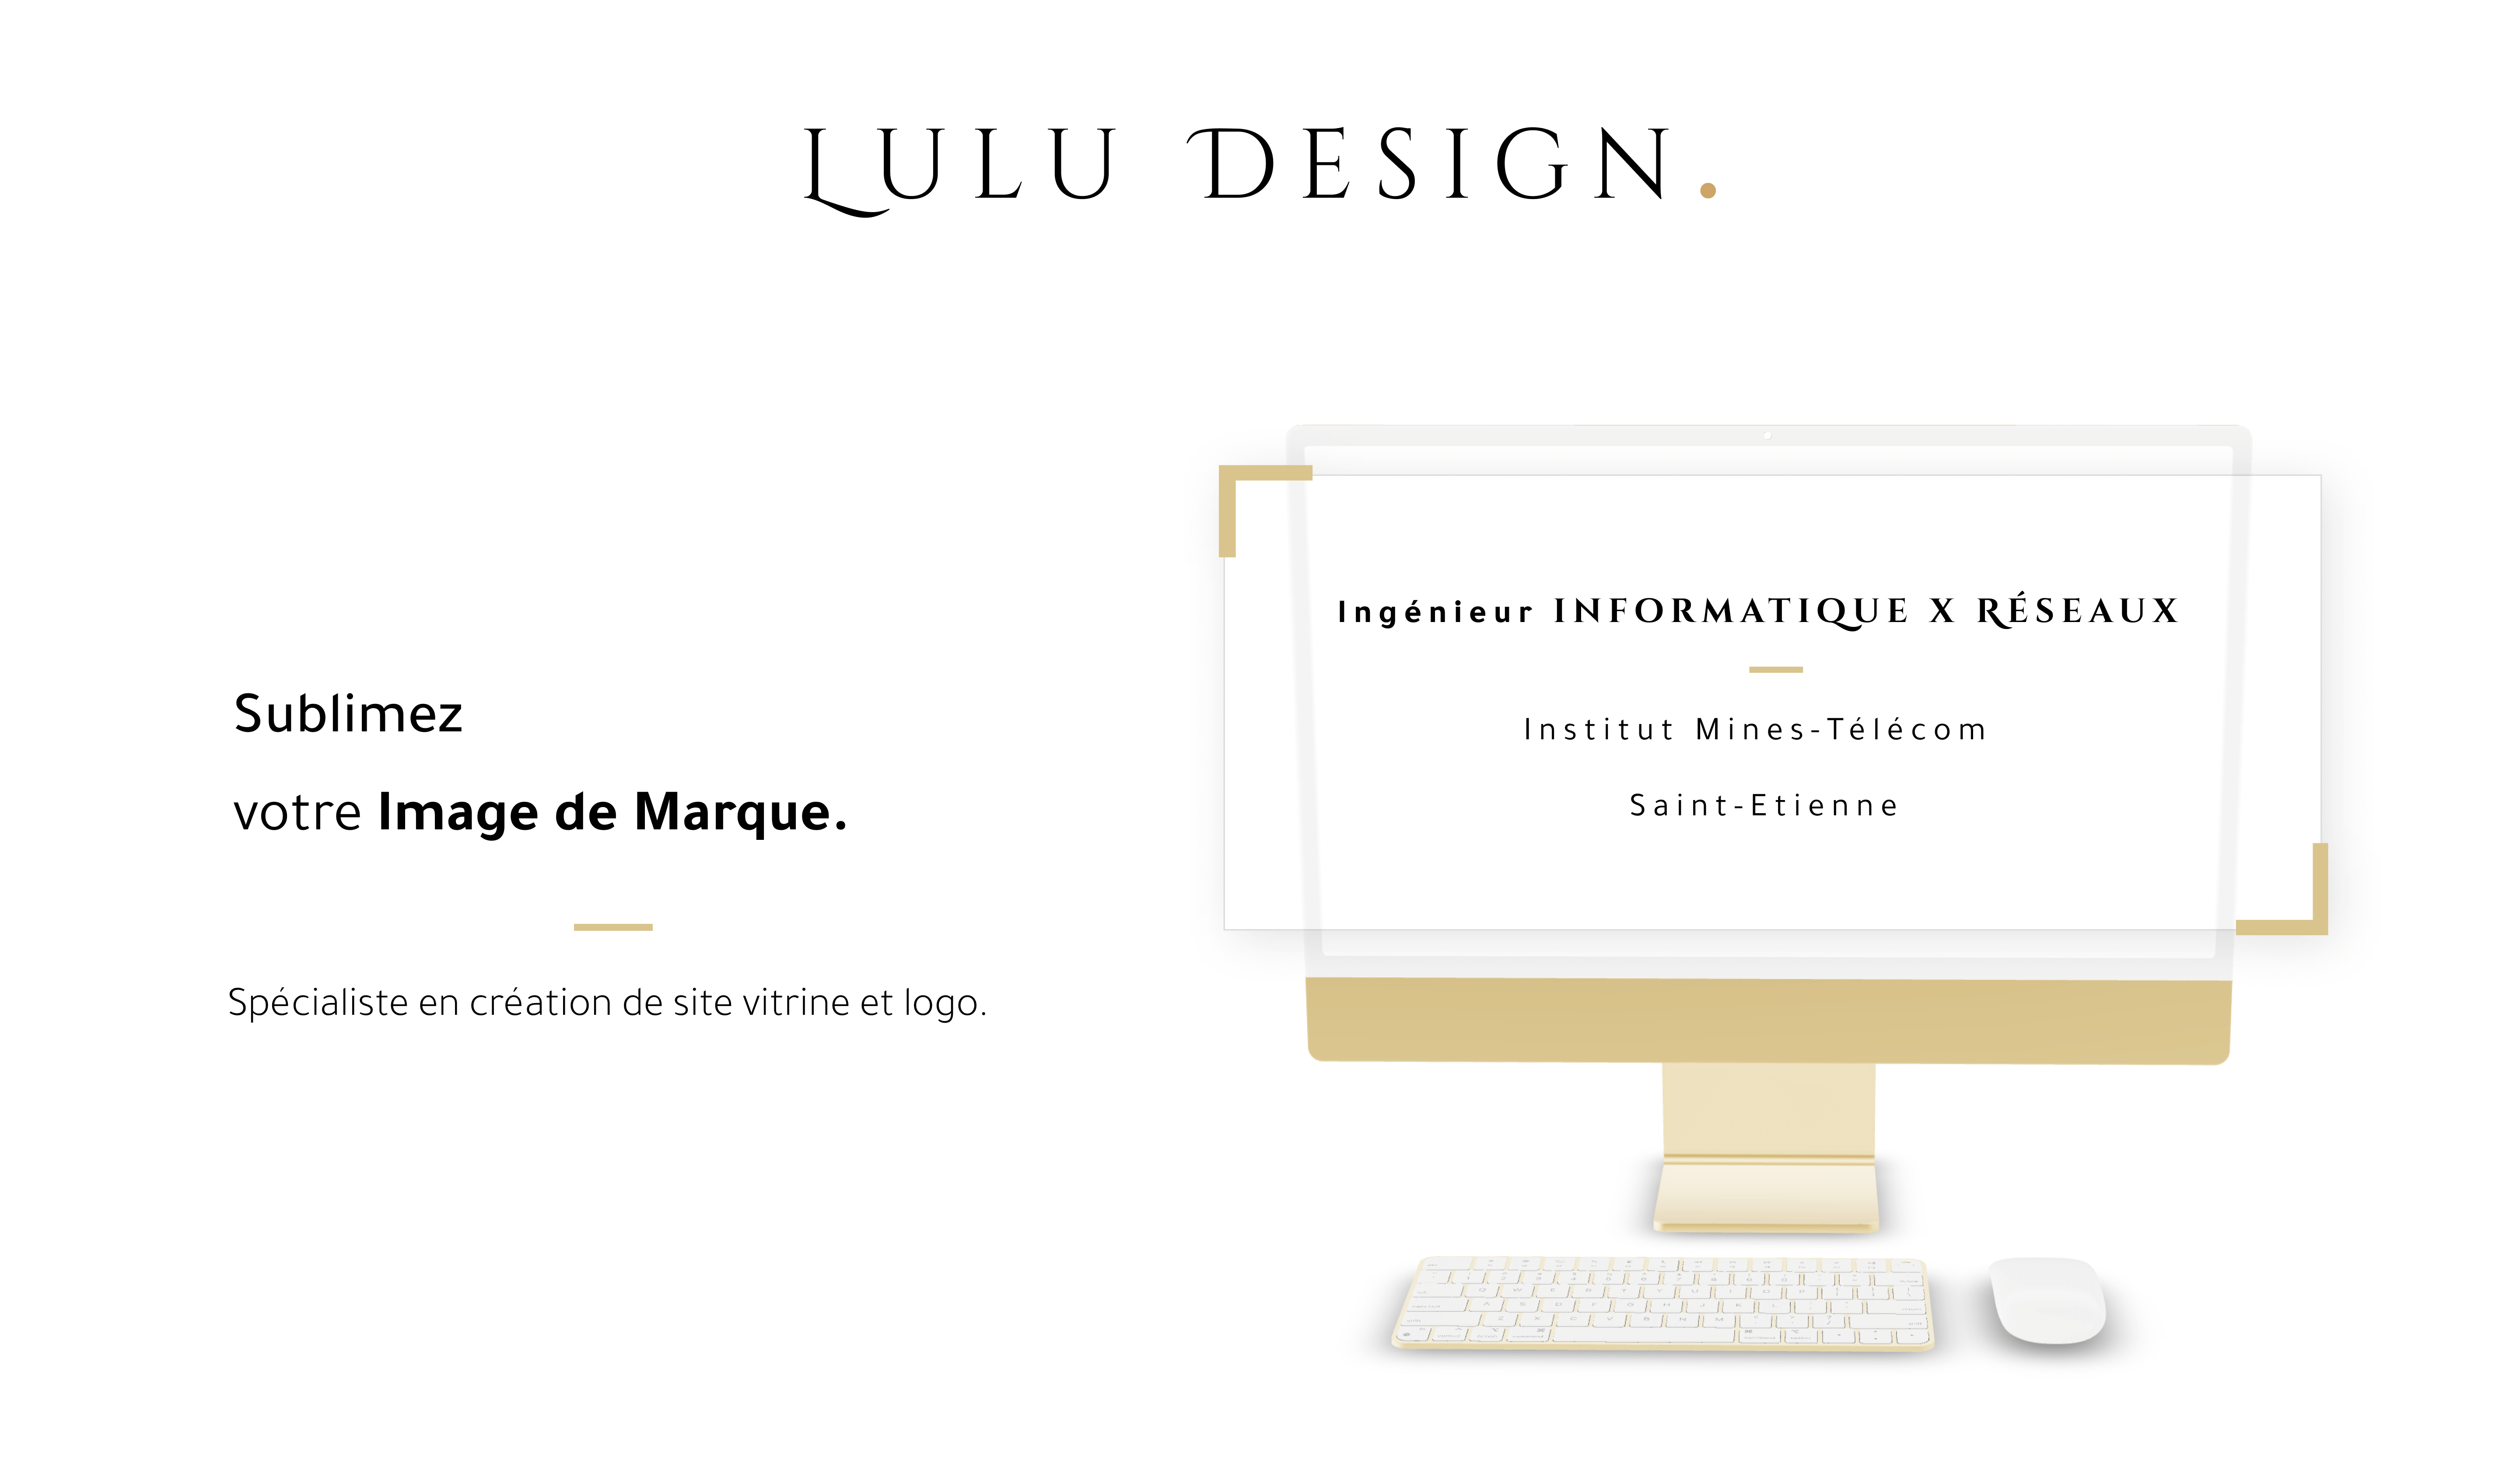 LULU DESIGN.
Sublimez
votre Image de Marque.
Spécialiste en création de site vitrine et logo.
Ingénieur INFORMATIQUE X RÉSEAUX
Institut Mines-Télécom
Saint-Etienne